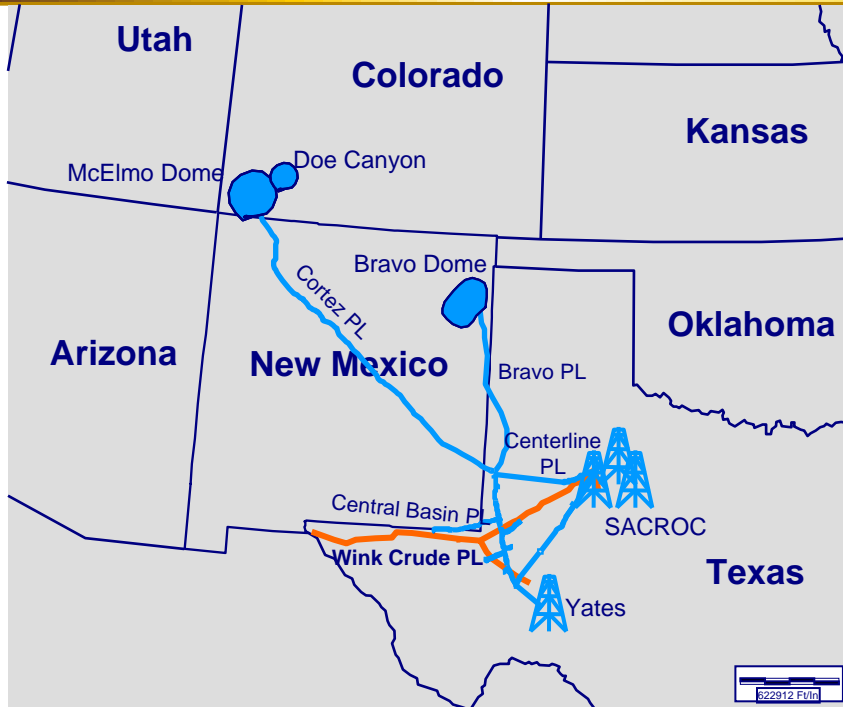 Utah
Colorado
Kansas
Doe Canyon
McElmo Dome
Bravo Dome
Cortez PL
Oklahoma
Arizona
New Mexico
Bravo PL
Centerline
PL
Central Basin PL
SACROC
Wink Crude PL
Texas
Yates
622912 Ft/In